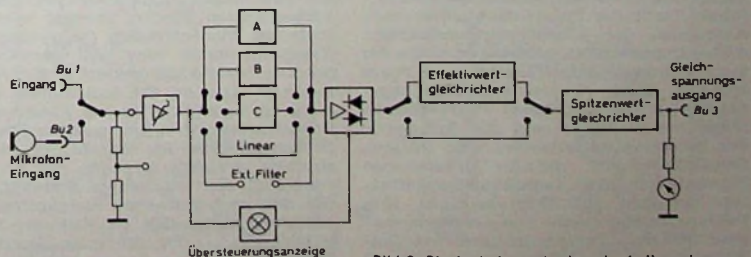 Bu 1
Eingang
Bu 2
Mikrofon-
Eingang
A
B
C
Linear
Ext. Filter
Übersteuerungsanzeige
Effektivwert-
gleichrichter
Spitzenwert-
gleichrichter
Gleich-
spannungs-
ausgang
Bu 3